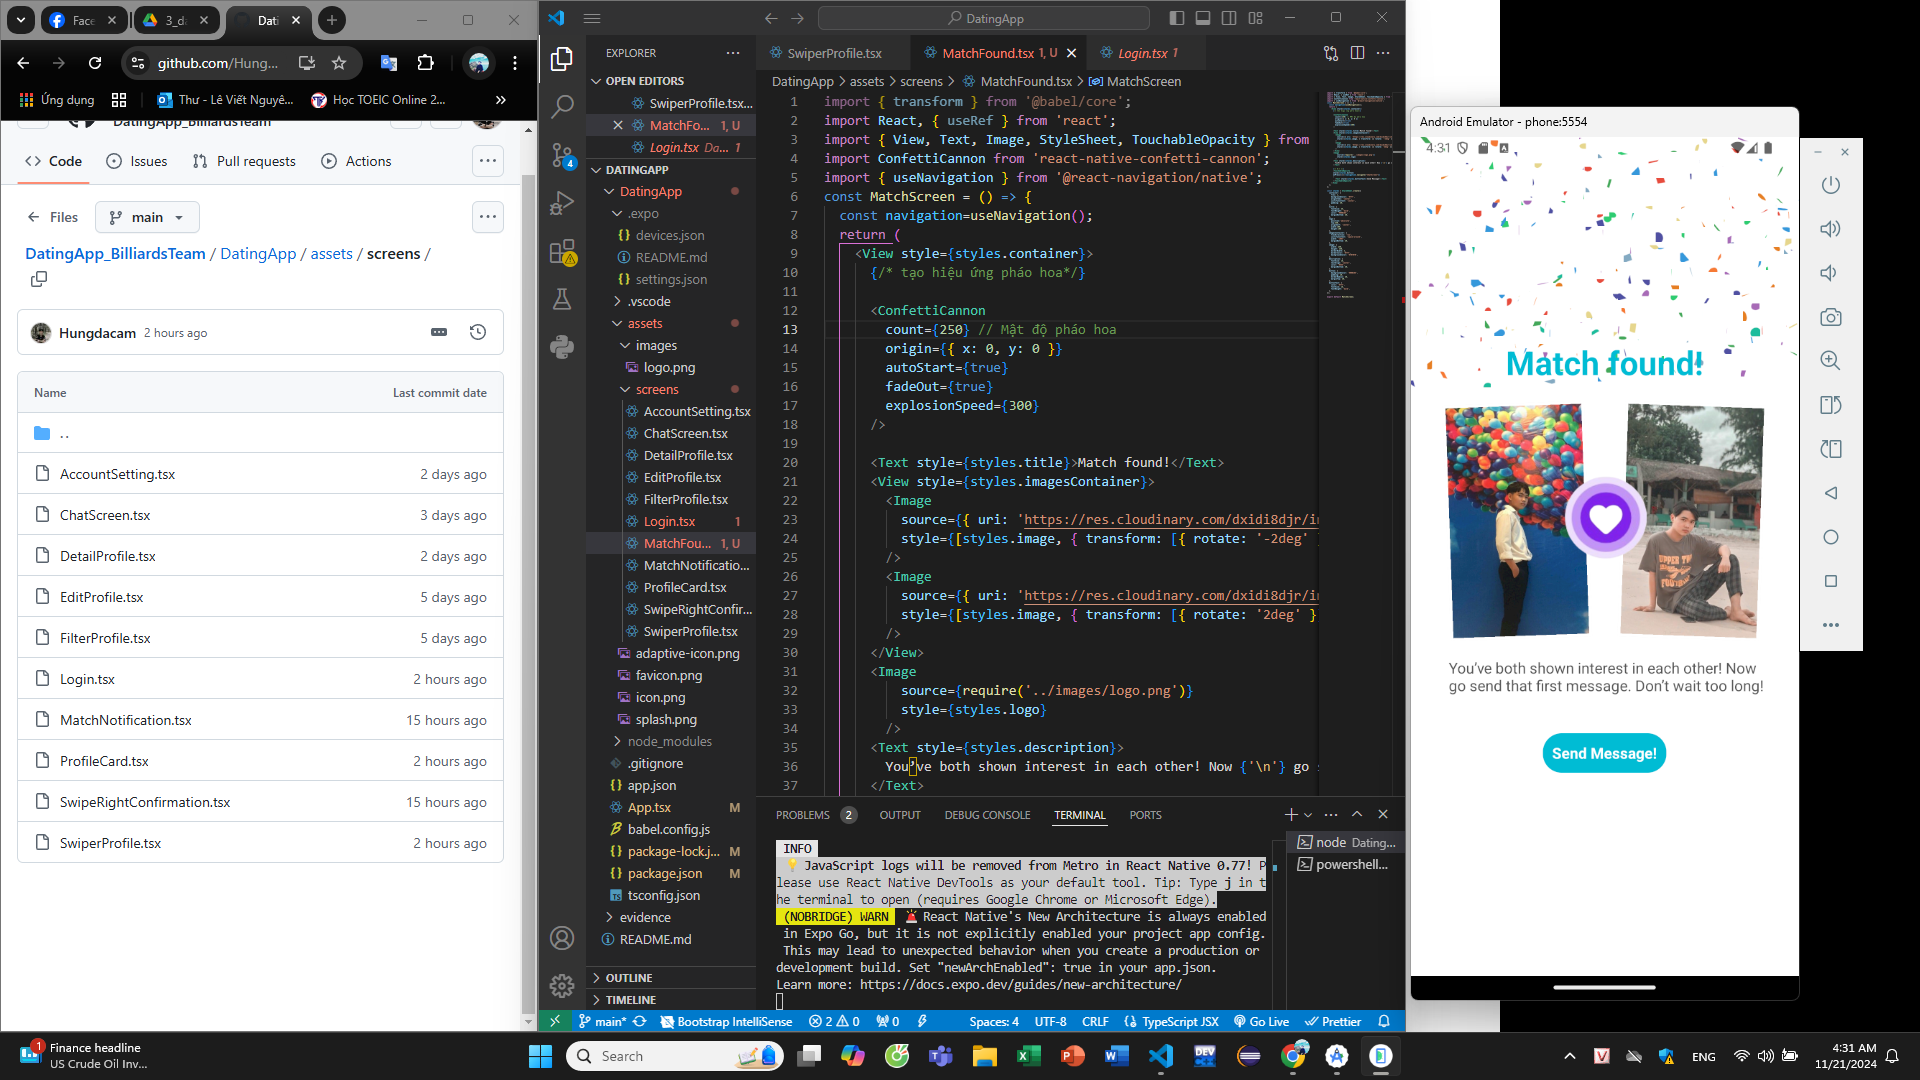 Face
3_da
Dati
github.com/Hung...
Ứng dụng
Thư - Lê Viết Nguyê...
Học TOEIC Online 2...
DatingApp_BilliardsTeam
Code
Issues
Pull requests
Actions
Files
main
DatingApp_BilliardsTeam / DatingApp / assets / screens /
Hungdacam 2 hours ago
Name Last commit date
..
AccountSetting.tsx 2 days ago
ChatScreen.tsx 3 days ago
DetailProfile.tsx 2 days ago
EditProfile.tsx 5 days ago
FilterProfile.tsx 5 days ago
Login.tsx 2 hours ago
MatchNotification.tsx 15 hours ago
ProfileCard.tsx 2 hours ago
SwipeRightConfirmation.tsx 15 hours ago
SwiperProfile.tsx 2 hours ago
DatingApp
EXPLORER
OPEN EDITORS
SwiperProfile.tsx...
MatchFo... 1, U
Login.tsx Da... 1
DATINGAPP
DatingApp
.expo
devices.json
README.md
settings.json
.vscode
assets
images
logo.png
screens
AccountSetting.tsx
ChatScreen.tsx
DetailProfile.tsx
EditProfile.tsx
FilterProfile.tsx
Login.tsx 1
MatchFou... 1, U
MatchNotificatio...
ProfileCard.tsx
SwipeRightConfir...
SwiperProfile.tsx
adaptive-icon.png
favicon.png
icon.png
splash.png
node_modules
.gitignore
app.json
App.tsx M
babel.config.js
package-lock.j... M
package.json M
tsconfig.json
evidence
README.md
OUTLINE
TIMELINE
4
SwiperProfile.tsx
MatchFound.tsx 1, U
Login.tsx 1
DatingApp > assets > screens > MatchFound.tsx > MatchScreen
1 import { transform } from '@babel/core';
2 import React, { useRef } from 'react';
3 import { View, Text, Image, StyleSheet, TouchableOpacity } from
4 import ConfettiCannon from 'react-native-confetti-cannon';
5 import { useNavigation } from '@react-navigation/native';
6 const MatchScreen = () => {
7 const navigation=useNavigation();
8 return (
9 <View style={styles.container}>
10 {/* tạo hiệu ứng pháo hoa*/}
11
12 <ConfettiCannon
13 count={250} // Mật độ pháo hoa
14 origin={{ x: 0, y: 0 }}
15 autoStart={true}
16 fadeOut={true}
17 explosionSpeed={300}
18 />
19
20 <Text style={styles.title}>Match found!</Text>
21 <View style={styles.imagesContainer}>
22 <Image
23 source={{ uri: 'https://res.cloudinary.com/dxidi8djr/i
24 style={[styles.image, { transform: [{ rotate: '-2deg'
25 />
26 <Image
27 source={{ uri: 'https://res.cloudinary.com/dxidi8djr/i
28 style={[styles.image, { transform: [{ rotate: '2deg' }
29 />
30 </View>
31 <Image
32 source={require('../images/logo.png')}
33 style={styles.logo}
34 />
35 <Text style={styles.description}>
36 You’ve both shown interest in each other! Now {'\n'} go
37 </Text>
PROBLEMS 2 OUTPUT DEBUG CONSOLE TERMINAL PORTS
INFO
💡 JavaScript logs will be removed from Metro in React Native 0.77! P
lease use React Native DevTools as your default tool. Tip: Type j in t
he terminal to open (requires Google Chrome or Microsoft Edge).
(NOBRIDGE) WARN 🚨 React Native's New Architecture is always enabled
in Expo Go, but it is not explicitly enabled your project app config.
This may lead to unexpected behavior when you create a production or
development build. Set "newArchEnabled": true in your app.json.
Learn more: https://docs.expo.dev/guides/new-architecture/
node Dating...
powershell...
main* Bootstrap IntelliSense 2 0 0 Spaces: 4 UTF-8 CRLF TypeScript JSX Go Live Prettier
Android Emulator - phone:5554
4:31
Match found!
You’ve both shown interest in each other! Now
go send that first message. Don’t wait too long!
Send Message!
1
Finance headline
US Crude Oil Inv...
Search
DEV
ENG
4:31 AM
11/21/2024